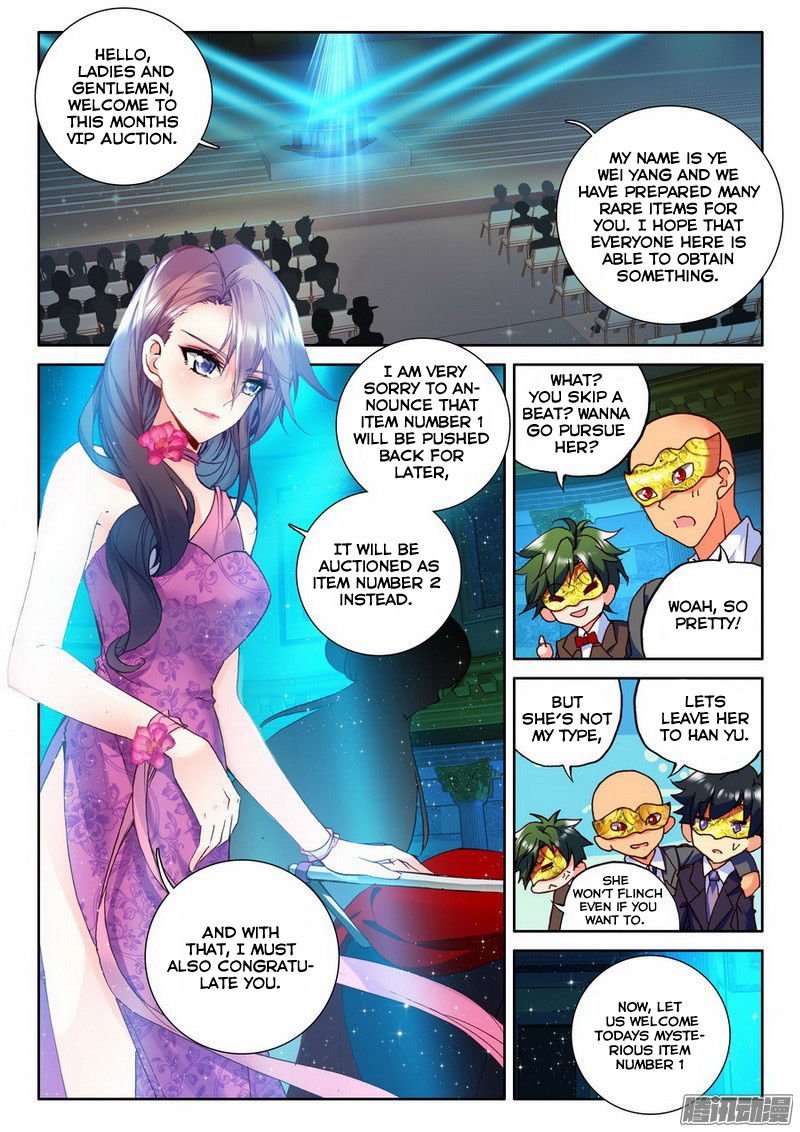 HELLO,
LADIES AND
GENTLEMEN,
WELCOME TO
THIS MONTHS
VIP AUCTION.
MY NAME IS YE
WEI YANG AND WE
HAVE PREPARED MANY
RARE ITEMS FOR
YOU. I HOPE THAT
EVERYONE HERE IS
ABLE TO OBTAIN
SOMETHING.
I AM VERY
SORRY TO AN-
NOUNCE THAT
ITEM NUMBER 1
WILL BE PUSHED
BACK FOR
LATER,
IT WILL BE
AUCTIONED AS
ITEM NUMBER 2
INSTEAD.
AND WITH
THAT, I MUST
ALSO CONGRATU-
LATE YOU.
WHAT?
YOU SKIP A
BEAT? WANNA
GO PURSUE
HER?
WOAH, SO
PRETTY!
BUT
SHE'S NOT
MY TYPE,
LETS
LEAVE HER
TO HAN YU.
SHE
WON'T FLINCH
EVEN IF YOU
WANT TO.
NOW, LET
US WELCOME
TODAYS MYSTE-
RIOUS ITEM
NUMBER 1
腾讯动漫